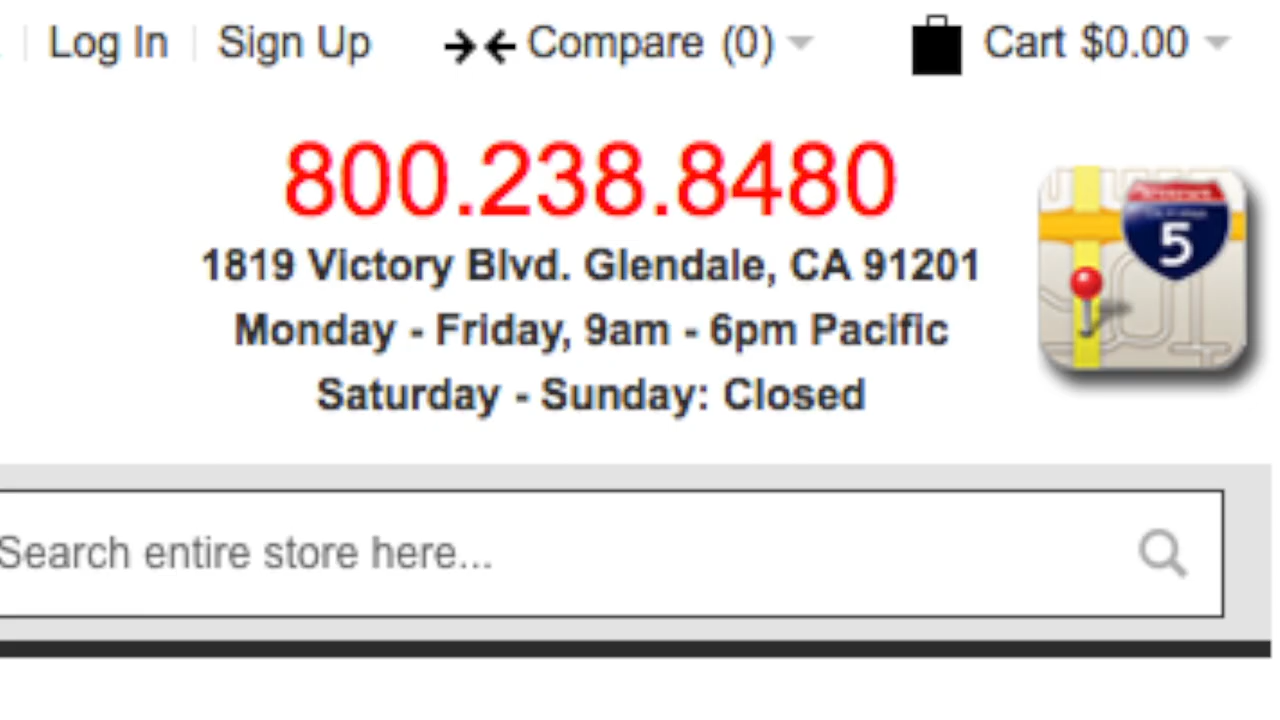 Log In Sign Up Compare (0) Cart $0.00
800.238.8480
1819 Victory Blvd. Glendale, CA 91201
Monday - Friday, 9am - 6pm Pacific
Saturday - Sunday: Closed
5
Search entire store here...